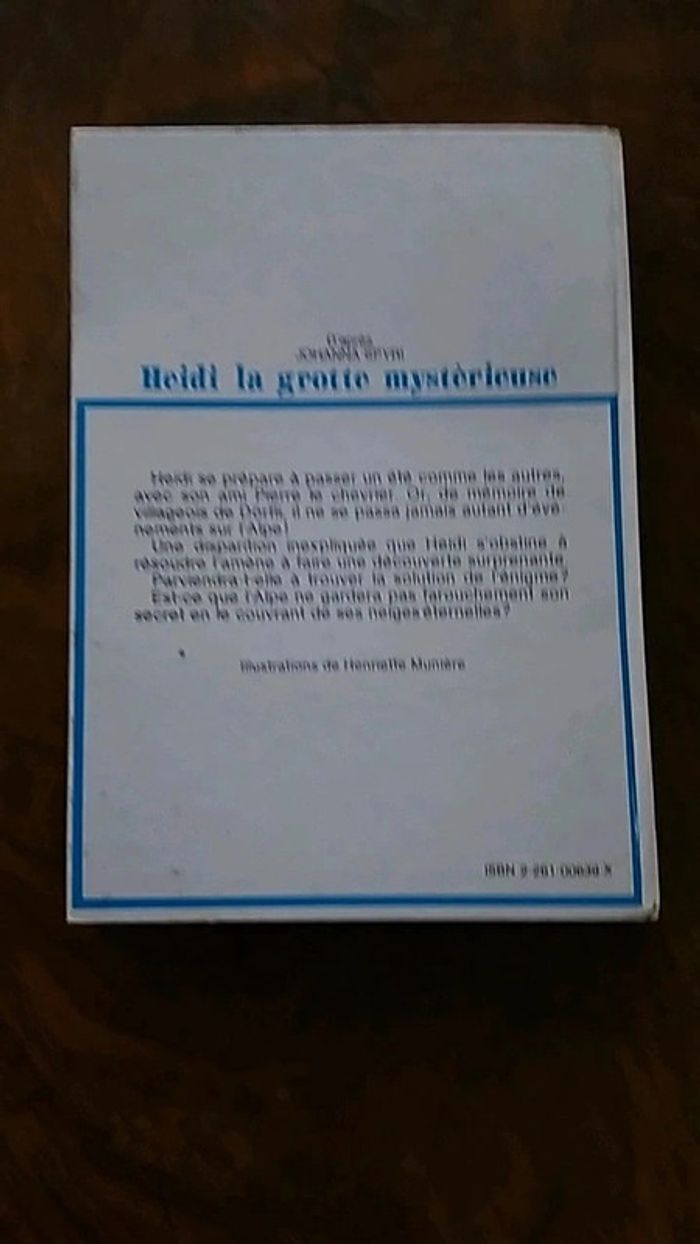 D'après
JOHANNA SPYRI
Heidi la grotte mystèrieuse
Heidi se prépare à passer un été comme les autres,
avec son ami Pierre le chevrier. Or, de mémoire de
villageois de Dorfli, il ne se passa jamais autant d'évé-
nements sur l'Alpe!
Une disparition inexpliquée que Heidi s'obstine à
résoudre l'amène à faire une découverte surprenante.
Parviendra-t-elle à trouver la solution de l'énigme?
Est-ce que l'Alpe ne gardera pas farouchement son
secret en le couvrant de ses neiges éternelles?
Illustrations de Henriette Munière
ISBN